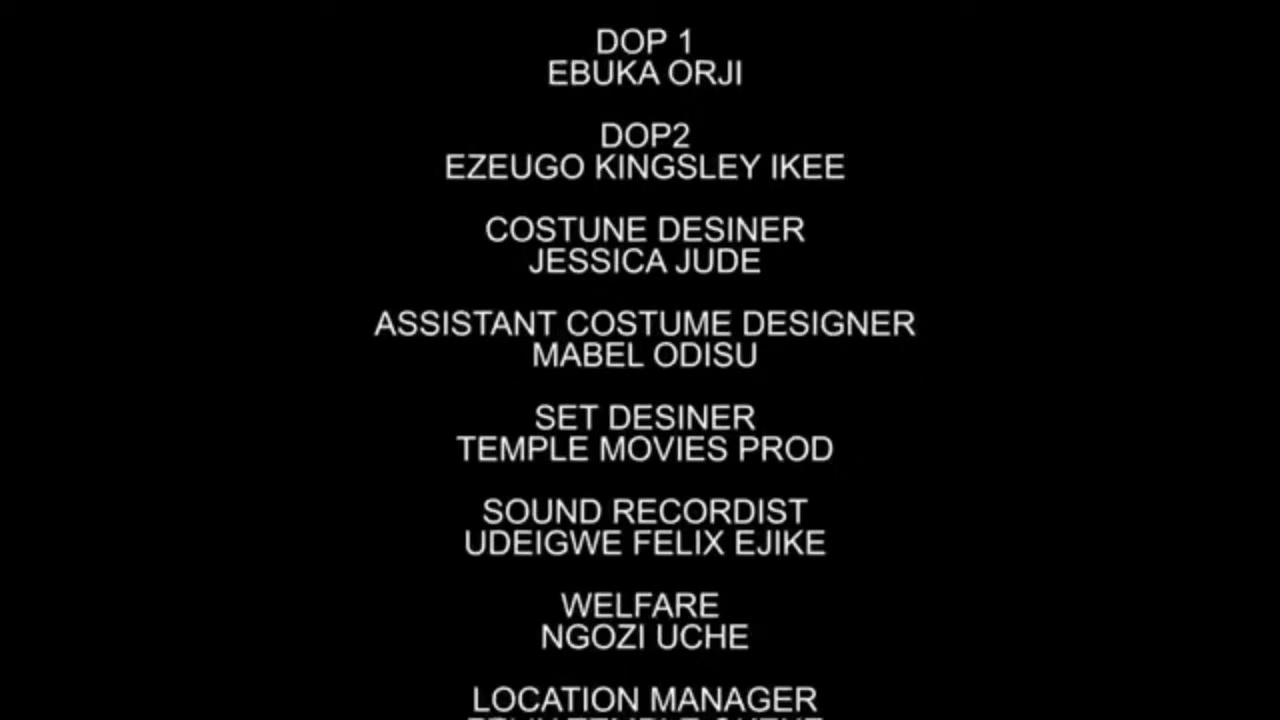 DOP 1
EBUKA ORJI
DOP2
EZEUGO KINGSLEY IKEE
COSTUNE DESINER
JESSICA JUDE
ASSISTANT COSTUME DESIGNER
MABEL ODISU
SET DESINER
TEMPLE MOVIES PROD
SOUND RECORDIST
UDEIGWE FELIX EJIKE
WELFARE
NGOZI UCHE
LOCATION MANAGER